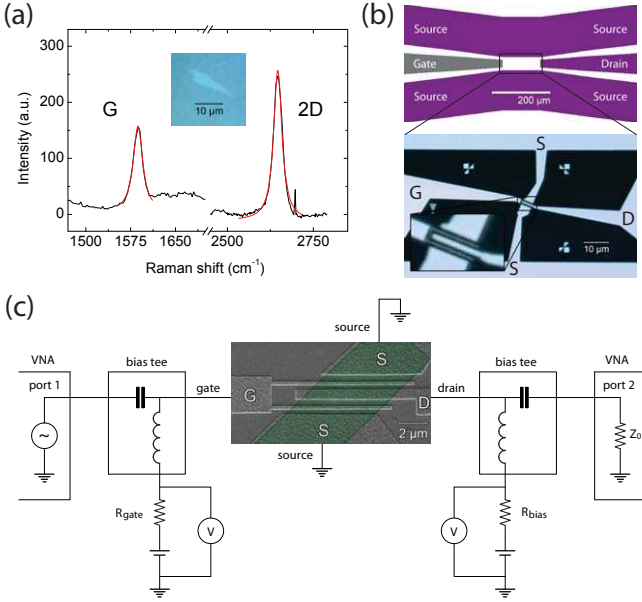 (a)
300
200
100
0
Intensity (a.u.)
G
2D
10 µm
1500
1575
1650
2500
2750
Raman shift (cm-1)
(b)
Source
Source
Gate
Drain
Source
Source
200 µm
S
G
D
S
10 µm
(c)
source
VNA
port 1
bias tee
gate
G
S
S
D
2 µm
drain
bias tee
VNA
port 2
~
Z0
source
Rgate
V
V
Rbias